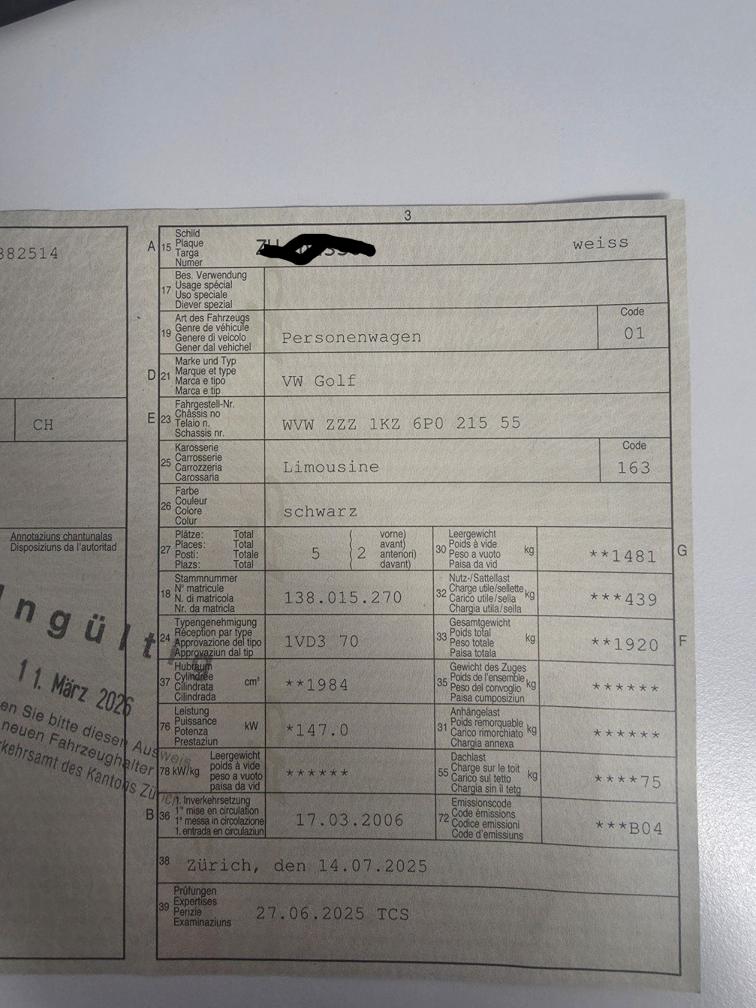 3
382514
CH
Annotaziuns chantunalas
Disposiziuns da l'autoritad
ngült
11. März 2026
en Sie bitte diesen Ausweis
neuen Fahrzeughalter
kehrsamt des Kantons Zürich
A 15 Schild
Plaque
Targa
Numer
weiss
17 Bes. Verwendung
Usage spécial
Uso speciale
Diever spezial
19 Art des Fahrzeugs
Genre de véhicule
Genere di veicolo
Gener dal vehichel
Personenwagen
Code
01
D 21 Marke und Typ
Marque et type
Marca e tipo
Marca e tip
VW Golf
E 23 Fahrgestell-Nr.
Châssis no
Telaio n.
Schassis nr.
WVW ZZZ 1KZ 6P0 215 55
25 Karosserie
Carrosserie
Carrozzeria
Carossaria
Limousine
Code
163
26 Farbe
Couleur
Colore
Colur
schwarz
27 Plätze: Total
Places: Total
Posti: Totale
Plazs: Total
5 ( 2
vorne)
avant)
anteriori)
davant)
30 Leergewicht
Poids à vide
Peso a vuoto
Paisa da vid
kg
**1481
G
18 Stammnummer
N° matricule
N. di matricola
Nr. da matricla
138.015.270
32 Nutz-/Sattellast
Charge utile/sellette
Carico utile/sella
Chargia utila/sella
kg
***439
24 Typengenehmigung
Réception par type
Approvazione del tipo
Approvaziun dal tip
1VD3 70
33 Gesamtgewicht
Poids total
Peso totale
Paisa totala
kg
**1920
F
37 Hubraum
Cylindrée
Cilindrata
Cilindrada
cm³
**1984
35 Gewicht des Zuges
Poids de l'ensemble
Peso del convoglio
Paisa cumposiziun
kg
******
76 Leistung
Puissance
Potenza
Prestaziun
kW
*147.0
31 Anhängelast
Poids remorquable
Carico rimorchiato
Chargia annexa
kg
******
78 kW/kg
Leergewicht
poids à vide
peso a vuoto
paisa da vid
******
55 Dachlast
Charge sur le toit
Carico sul tetto
Chargia sin il tetg
kg
****75
B 36 1. Inverkehrsetzung
1re mise en circulation
1a messa in circolazione
1. entrada en circulaziun
17.03.2006
72 Emissionscode
Code émissions
Codice emissioni
Code d'emissiuns
***B04
38 Zürich, den 14.07.2025
39 Prüfungen
Expertises
Perizie
Examinaziuns
27.06.2025 TCS